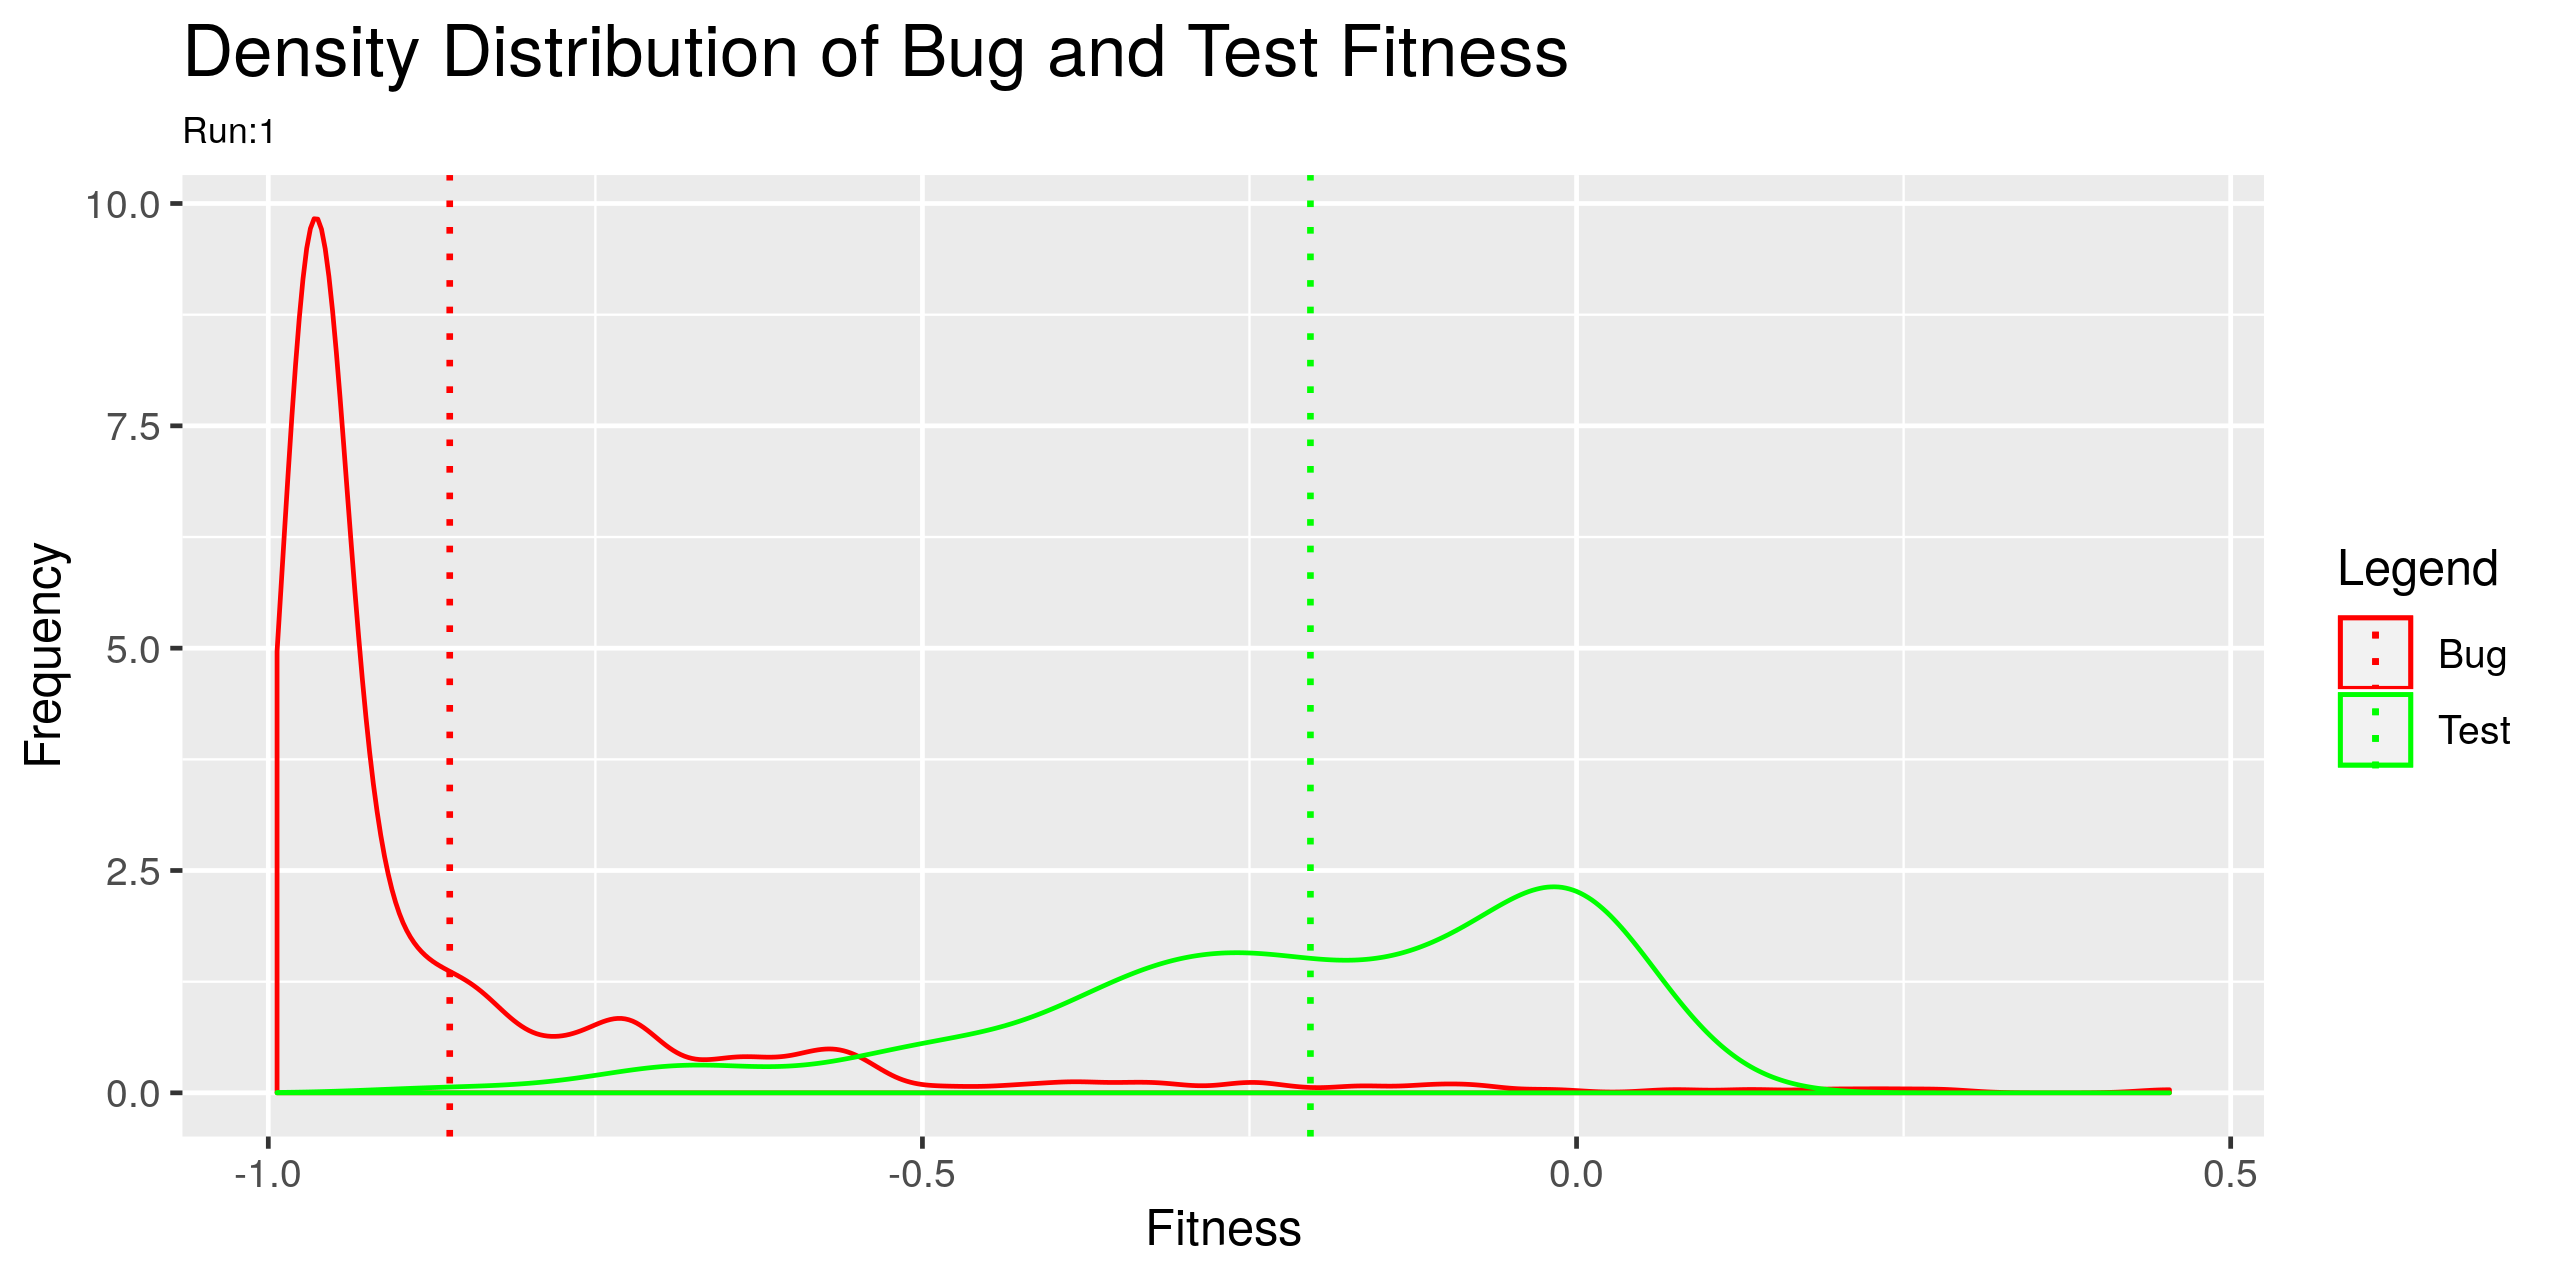 Density Distribution of Bug and Test Fitness
Run:1
10.0
7.5
5.0
2.5
0.0
Frequency
-1.0
-0.5
0.0
0.5
Fitness
Legend
Bug
Test